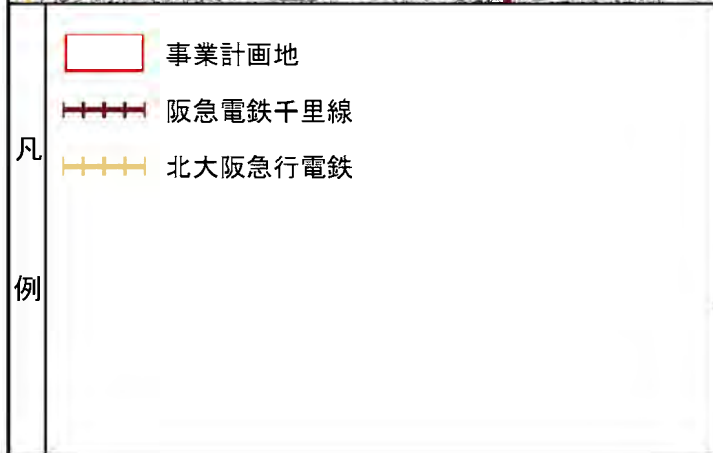 凡例
事業計画地
阪急電鉄千里線
北大阪急行電鉄